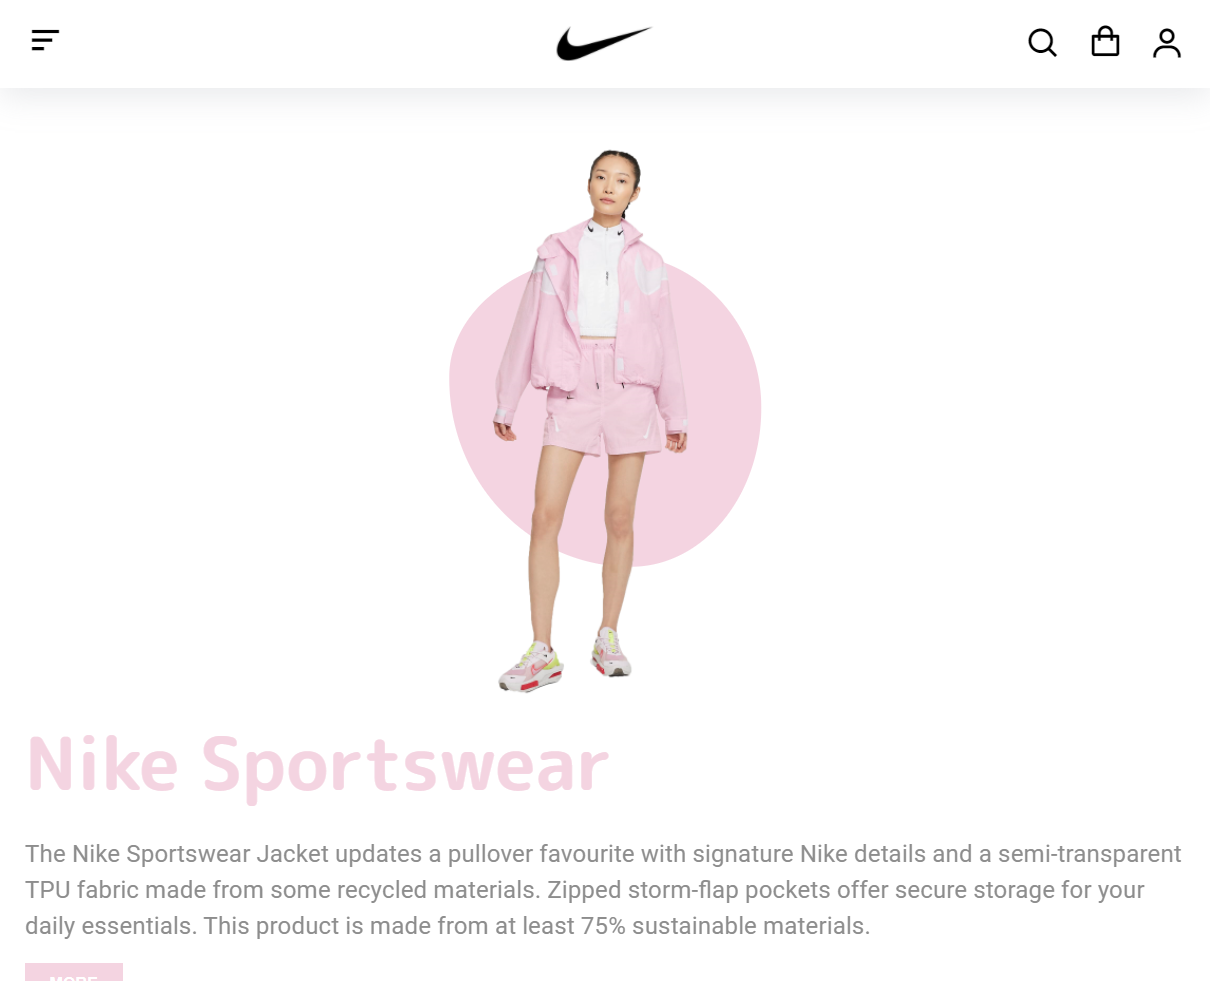 Nike Sportswear
The Nike Sportswear Jacket updates a pullover favourite with signature Nike details and a semi-transparent
TPU fabric made from some recycled materials. Zipped storm-flap pockets offer secure storage for your
daily essentials. This product is made from at least 75% sustainable materials.
MORE